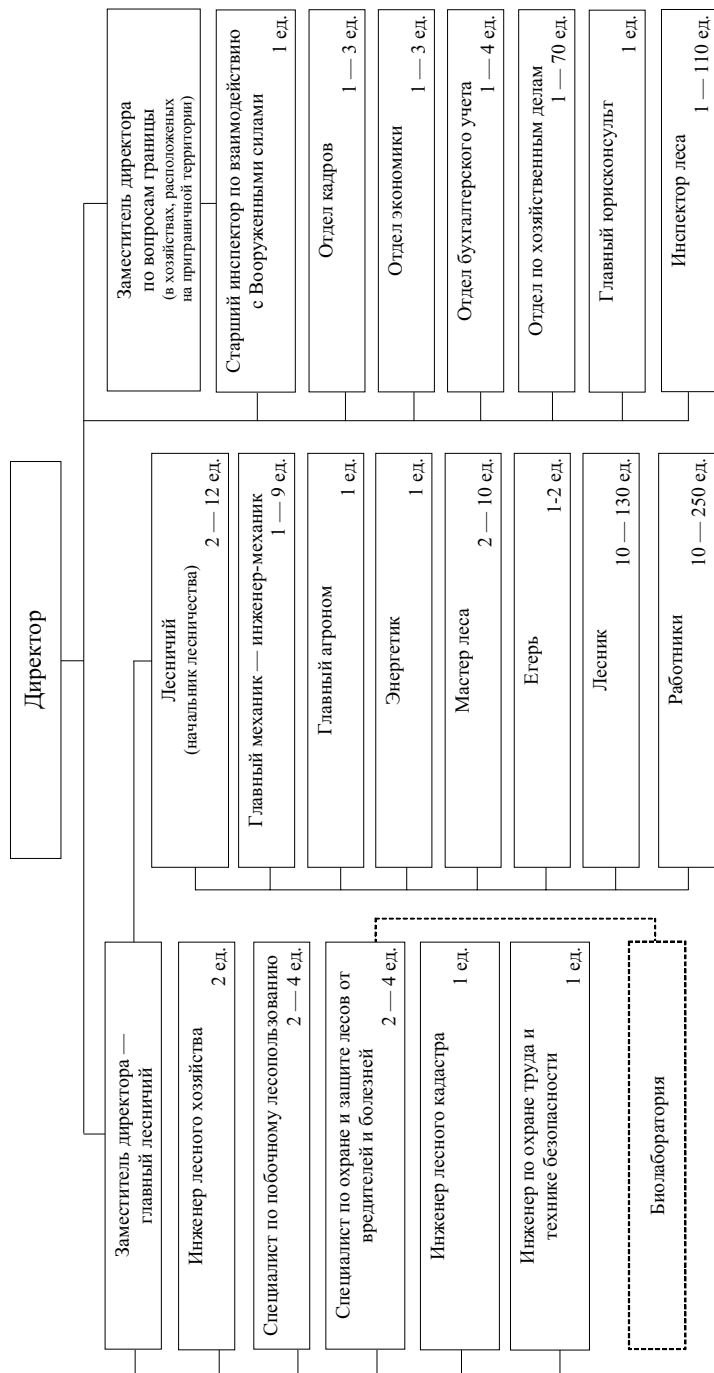 Директор
Заместитель директора —
главный лесничий
Инженер лесного хозяйства
2 ед.
Специалист по побочному лесопользованию
2 — 4 ед.
Специалист по охране и защите лесов от
вредителей и болезней
2 — 4 ед.
Инженер лесного кадастра
1 ед.
Инженер по охране труда и
технике безопасности
1 ед.
Биолаборатория
Лесничий
(начальник лесничества)
2 — 12 ед.
Главный механик — инженер-механик
1 — 9 ед.
Главный агроном
1 ед.
Энергетик
1 ед.
Мастер леса
2 — 10 ед.
Егерь
1-2 ед.
Лесник
10 — 130 ед.
Работники
10 — 250 ед.
Заместитель директора
по вопросам границы
(в хозяйствах, расположеных
на приграничной территории)
Старший инспектор по взаимодействию
с Вооруженными силами
1 ед.
Отдел кадров
1 — 3 ед.
Отдел экономики
1 — 3 ед.
Отдел бухгалтерского учета
1 — 4 ед.
Отдел по хозяйственным делам
1 — 70 ед.
Главный юрисконсульт
1 ед.
Инспектор леса
1 — 110 ед.